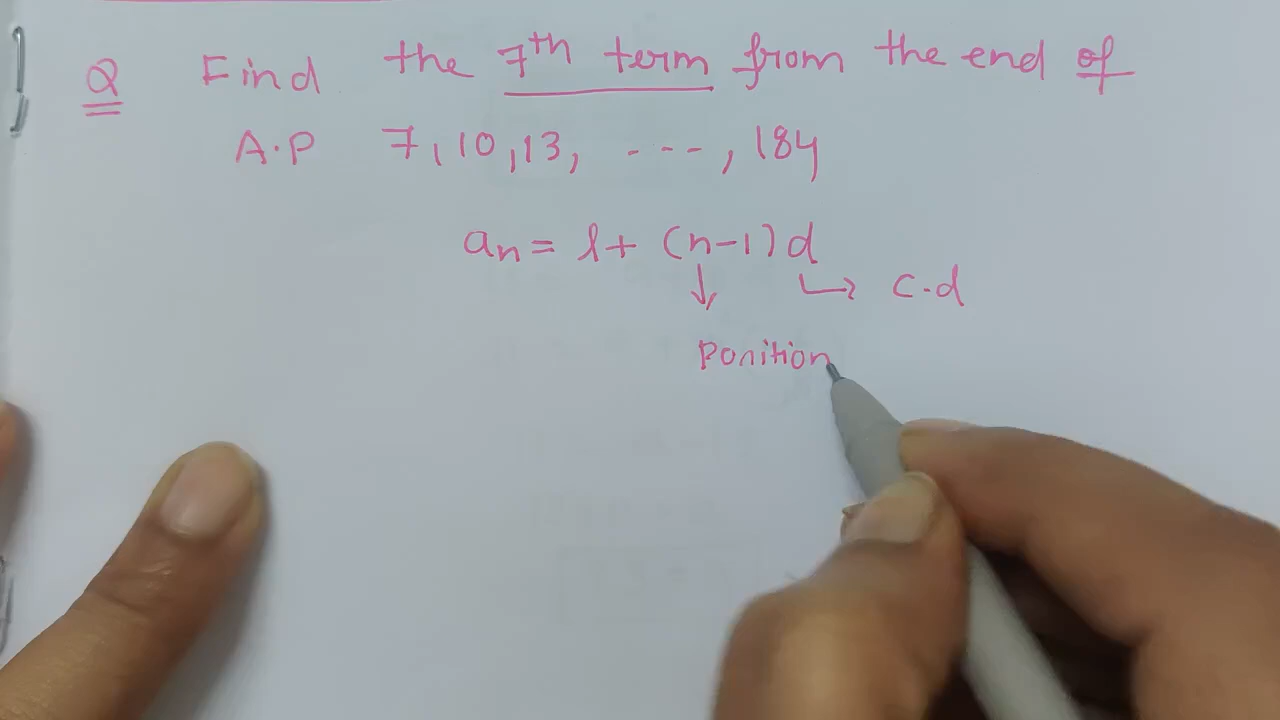 Q Find the 7th term from the end of
A.P 7, 10, 13, ---, 184
an = l + (n-1)d
↓ ↳ C.d
Position